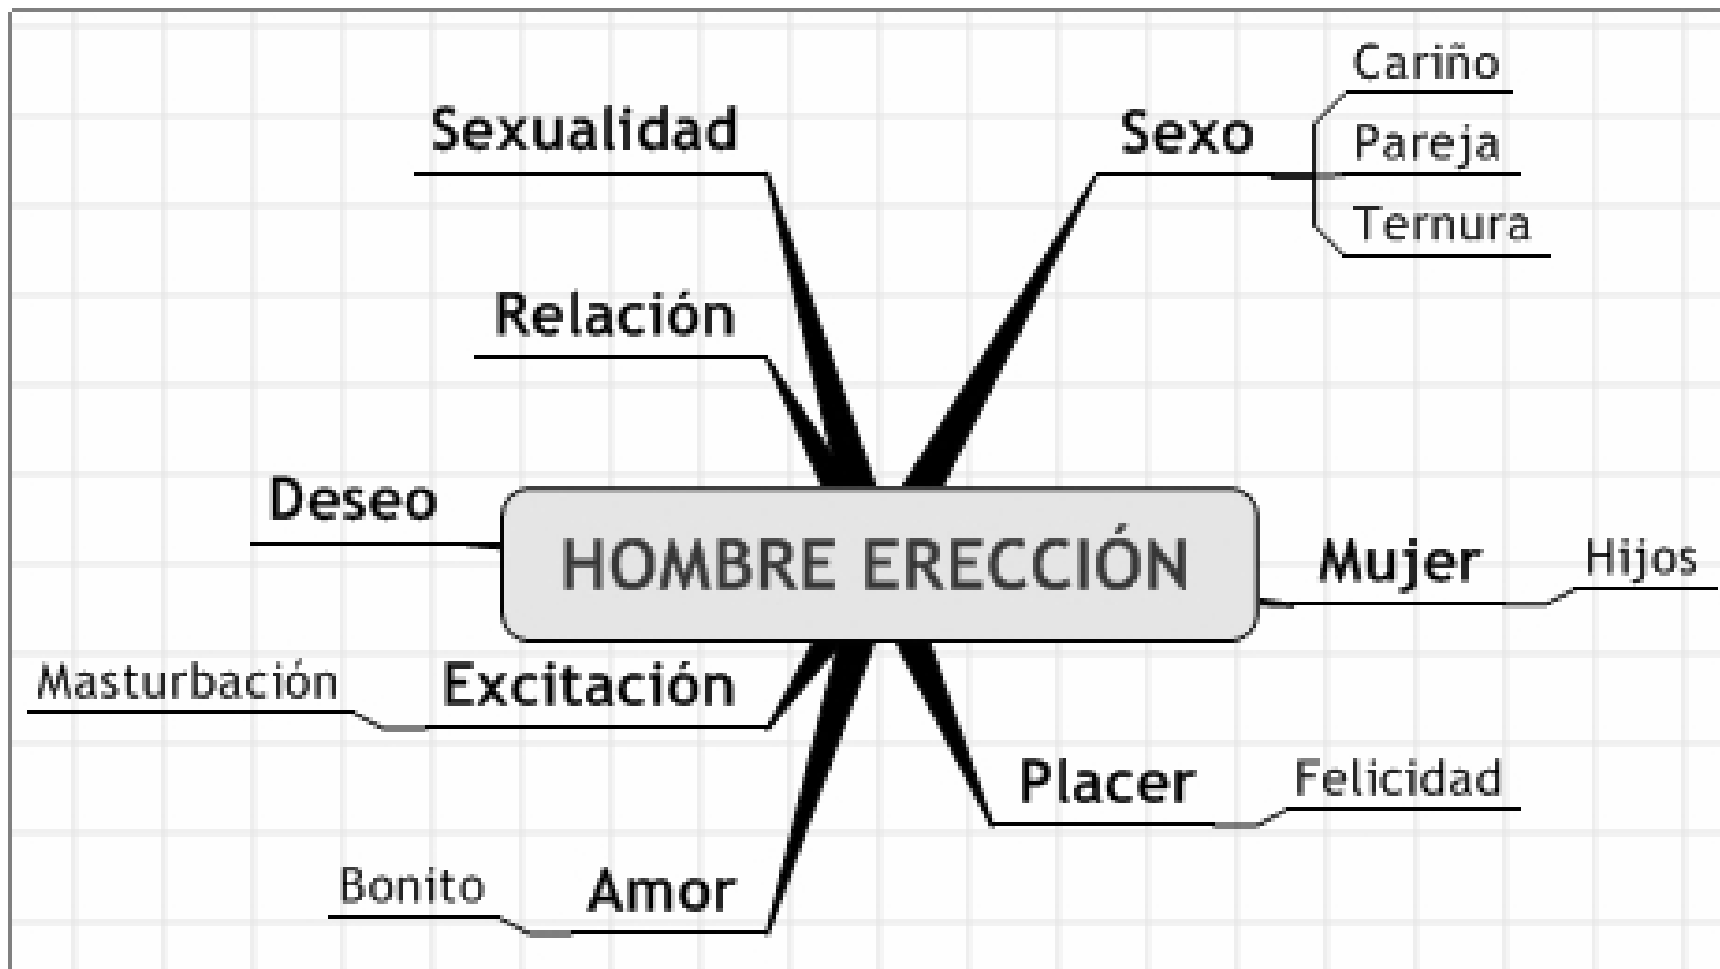 Cariño
Sexualidad
Sexo
Pareja
Ternura
Relación
Deseo
HOMBRE ERECCIÓN
Mujer
Hijos
Masturbación
Excitación
Placer
Felicidad
Bonito
Amor